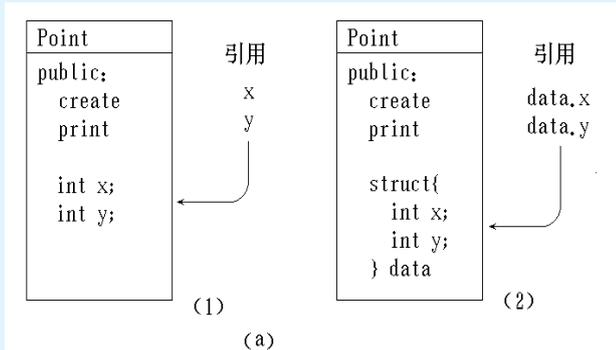 Point
public:
create
print
int x;
int y;
引用
x
y
(1)
Point
public:
create
print
struct{
int x;
int y;
} data
引用
data.x
data.y
(2)
(a)